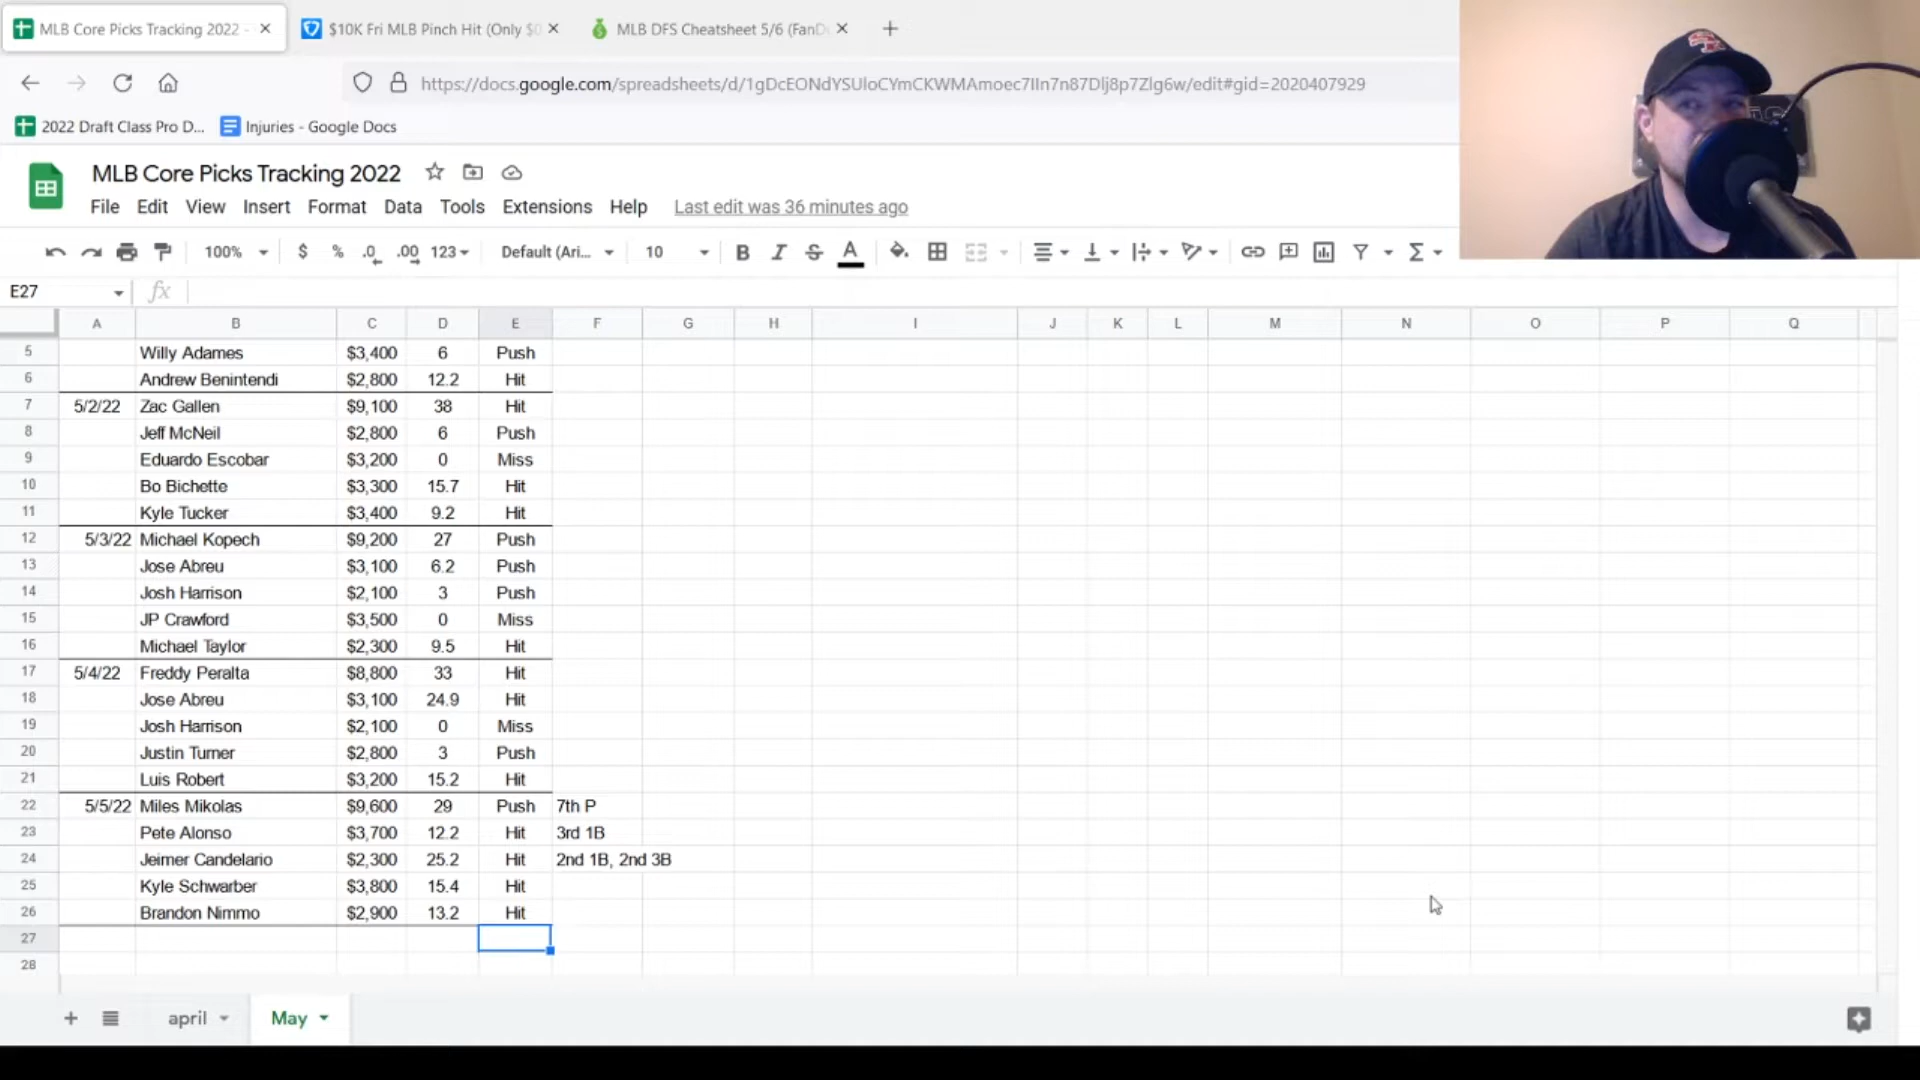 MLB Core Picks Tracking 2022 -
$10K Fri MLB Pinch Hit (Only $0
MLB DFS Cheatsheet 5/6 (FanD
https://docs.google.com/spreadsheets/d/1gDcEONdYSUloCYmCKWMAmoec7IIn7n87Dlj8p7Zlg6w/edit#gid=2020407929
2022 Draft Class Pro D...
Injuries - Google Docs
MLB Core Picks Tracking 2022
File Edit View Insert Format Data Tools Extensions Help Last edit was 36 minutes ago
100% $ % .0 .00 123 Default (Ari... 10 B I S A
E27 fx
A B C D E F G H I J K L M N O P Q
5 Willy Adames $3,400 6 Push
6 Andrew Benintendi $2,800 12.2 Hit
7 5/2/22 Zac Gallen $9,100 38 Hit
8 Jeff McNeil $2,800 6 Push
9 Eduardo Escobar $3,200 0 Miss
10 Bo Bichette $3,300 15.7 Hit
11 Kyle Tucker $3,400 9.2 Hit
12 5/3/22 Michael Kopech $9,200 27 Push
13 Jose Abreu $3,100 6.2 Push
14 Josh Harrison $2,100 3 Push
15 JP Crawford $3,500 0 Miss
16 Michael Taylor $2,300 9.5 Hit
17 5/4/22 Freddy Peralta $8,800 33 Hit
18 Jose Abreu $3,100 24.9 Hit
19 Josh Harrison $2,100 0 Miss
20 Justin Turner $2,800 3 Push
21 Luis Robert $3,200 15.2 Hit
22 5/5/22 Miles Mikolas $9,600 29 Push 7th P
23 Pete Alonso $3,700 12.2 Hit 3rd 1B
24 Jeimer Candelario $2,300 25.2 Hit 2nd 1B, 2nd 3B
25 Kyle Schwarber $3,800 15.4 Hit
26 Brandon Nimmo $2,900 13.2 Hit
27
28
april May